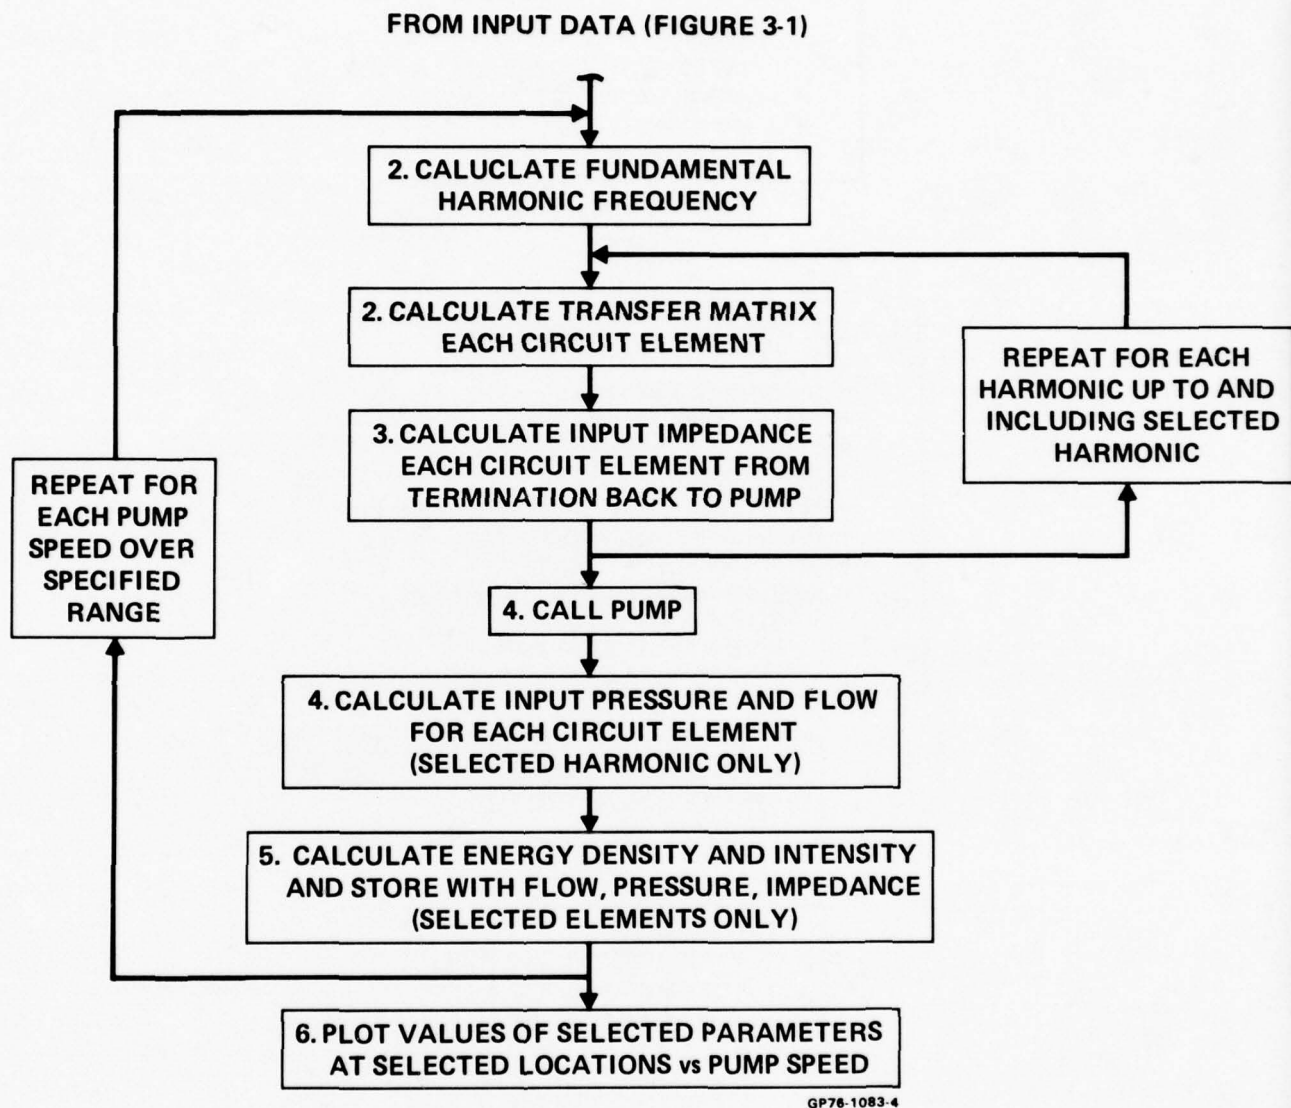 FROM INPUT DATA (FIGURE 3-1)
2. CALUCLATE FUNDAMENTAL
HARMONIC FREQUENCY
2. CALCULATE TRANSFER MATRIX
EACH CIRCUIT ELEMENT
3. CALCULATE INPUT IMPEDANCE
EACH CIRCUIT ELEMENT FROM
TERMINATION BACK TO PUMP
REPEAT FOR EACH
HARMONIC UP TO AND
INCLUDING SELECTED
HARMONIC
REPEAT FOR
EACH PUMP
SPEED OVER
SPECIFIED
RANGE
4. CALL PUMP
4. CALCULATE INPUT PRESSURE AND FLOW
FOR EACH CIRCUIT ELEMENT
(SELECTED HARMONIC ONLY)
5. CALCULATE ENERGY DENSITY AND INTENSITY
AND STORE WITH FLOW, PRESSURE, IMPEDANCE
(SELECTED ELEMENTS ONLY)
6. PLOT VALUES OF SELECTED PARAMETERS
AT SELECTED LOCATIONS vs PUMP SPEED
GP76-1083-4